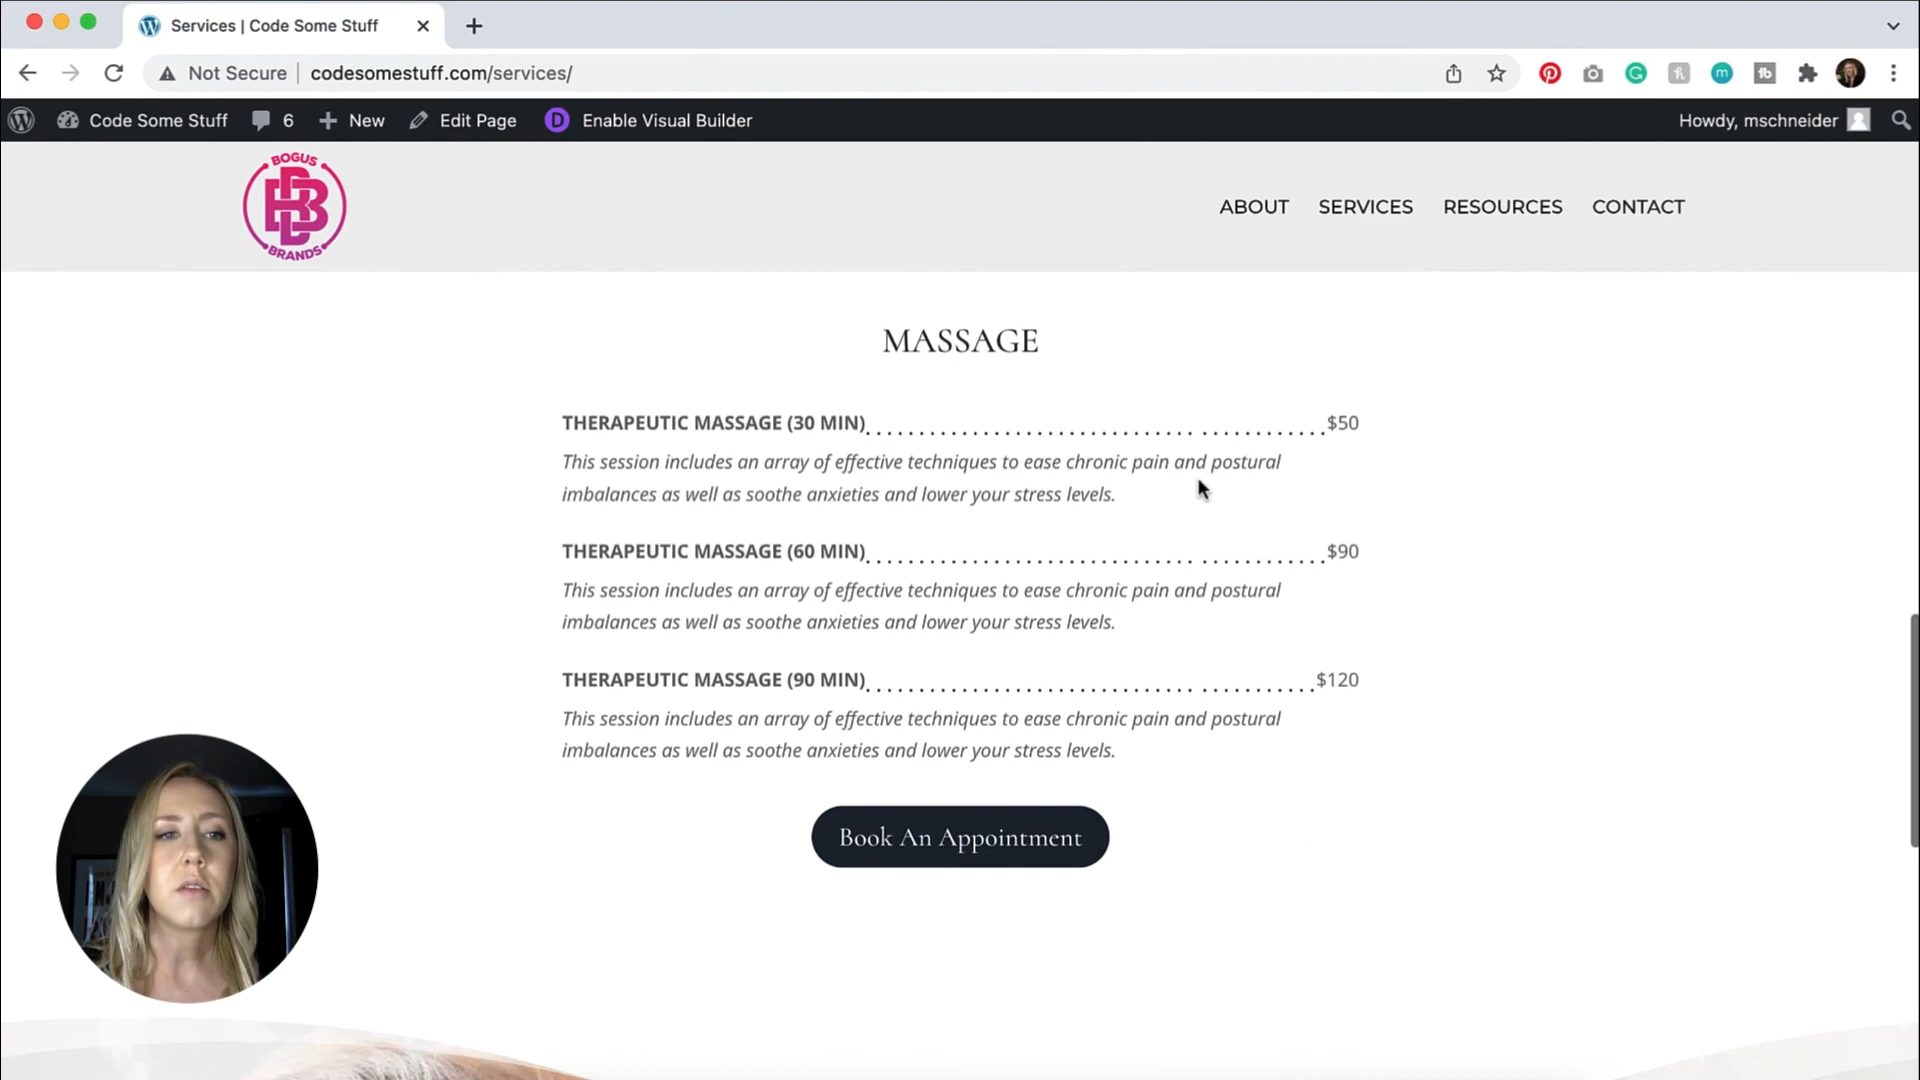 Services | Code Some Stuff
Not Secure codesomestuff.com/services/
Code Some Stuff 6 New Edit Page D Enable Visual Builder Howdy, mschneider
BOGUS
BB
BRANDS
ABOUT SERVICES RESOURCES CONTACT
MASSAGE
THERAPEUTIC MASSAGE (30 MIN) $50
This session includes an array of effective techniques to ease chronic pain and postural
imbalances as well as soothe anxieties and lower your stress levels.
THERAPEUTIC MASSAGE (60 MIN) $90
This session includes an array of effective techniques to ease chronic pain and postural
imbalances as well as soothe anxieties and lower your stress levels.
THERAPEUTIC MASSAGE (90 MIN) $120
This session includes an array of effective techniques to ease chronic pain and postural
imbalances as well as soothe anxieties and lower your stress levels.
Book An Appointment